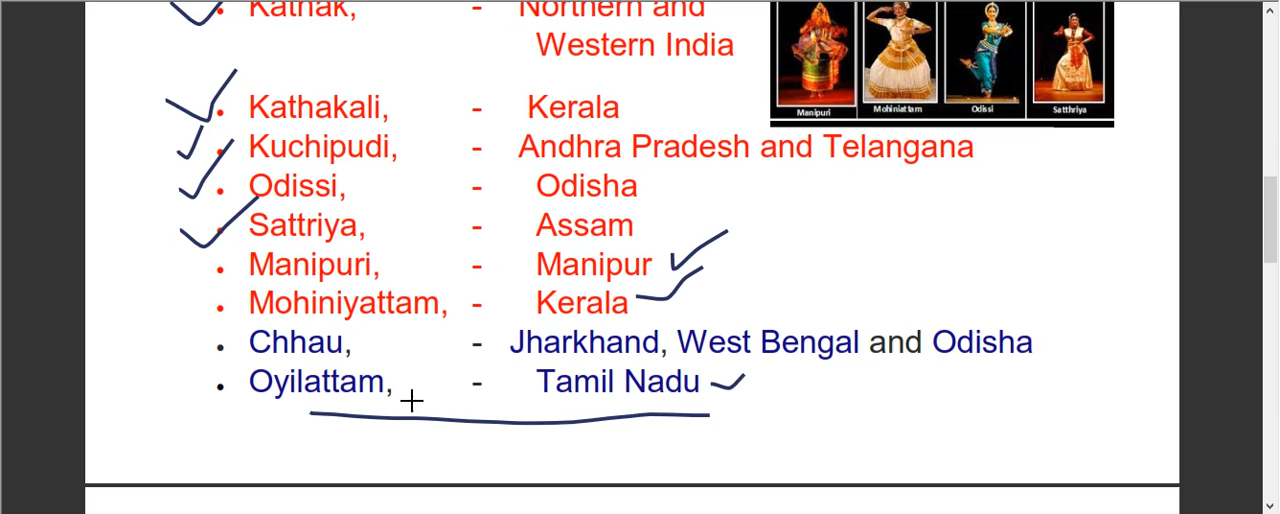 Kathak, - Northern and
Western India
Manipuri Mohiniattam Odissi Satthriya
Kathakali, - Kerala
Kuchipudi, - Andhra Pradesh and Telangana
Odissi, - Odisha
Sattriya, - Assam
Manipuri, - Manipur
Mohiniyattam, - Kerala
Chhau, - Jharkhand, West Bengal and Odisha
Oyilattam, - Tamil Nadu